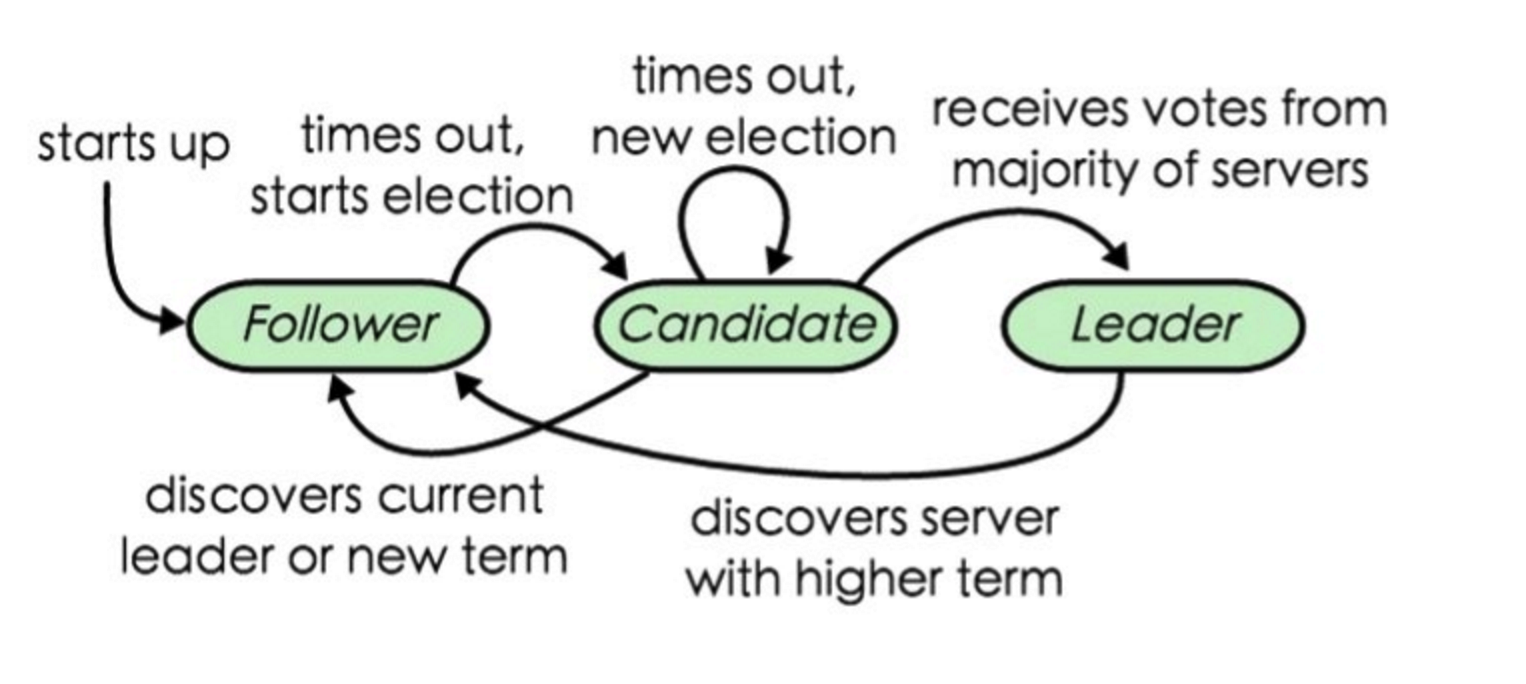 starts up
times out,
starts election
times out,
new election
receives votes from
majority of servers
Follower
Candidate
Leader
discovers current
leader or new term
discovers server
with higher term